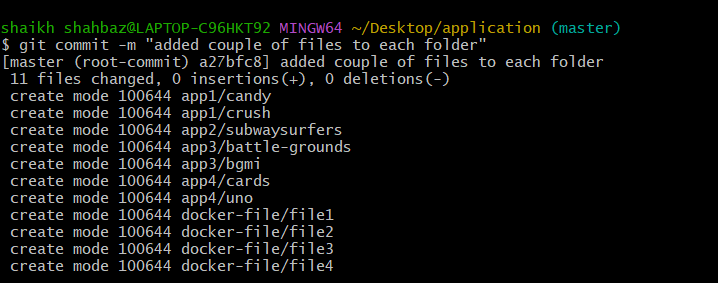 shaikh shahbaz@LAPTOP-C96HKT92 MINGW64 ~/Desktop/application (master)
$ git commit -m "added couple of files to each folder"
[master (root-commit) a27bfc8] added couple of files to each folder
 11 files changed, 0 insertions(+), 0 deletions(-)
 create mode 100644 app1/candy
 create mode 100644 app1/crush
 create mode 100644 app2/subwaysurfers
 create mode 100644 app3/battle-grounds
 create mode 100644 app3/bgmi
 create mode 100644 app4/cards
 create mode 100644 app4/uno
 create mode 100644 docker-file/file1
 create mode 100644 docker-file/file2
 create mode 100644 docker-file/file3
 create mode 100644 docker-file/file4